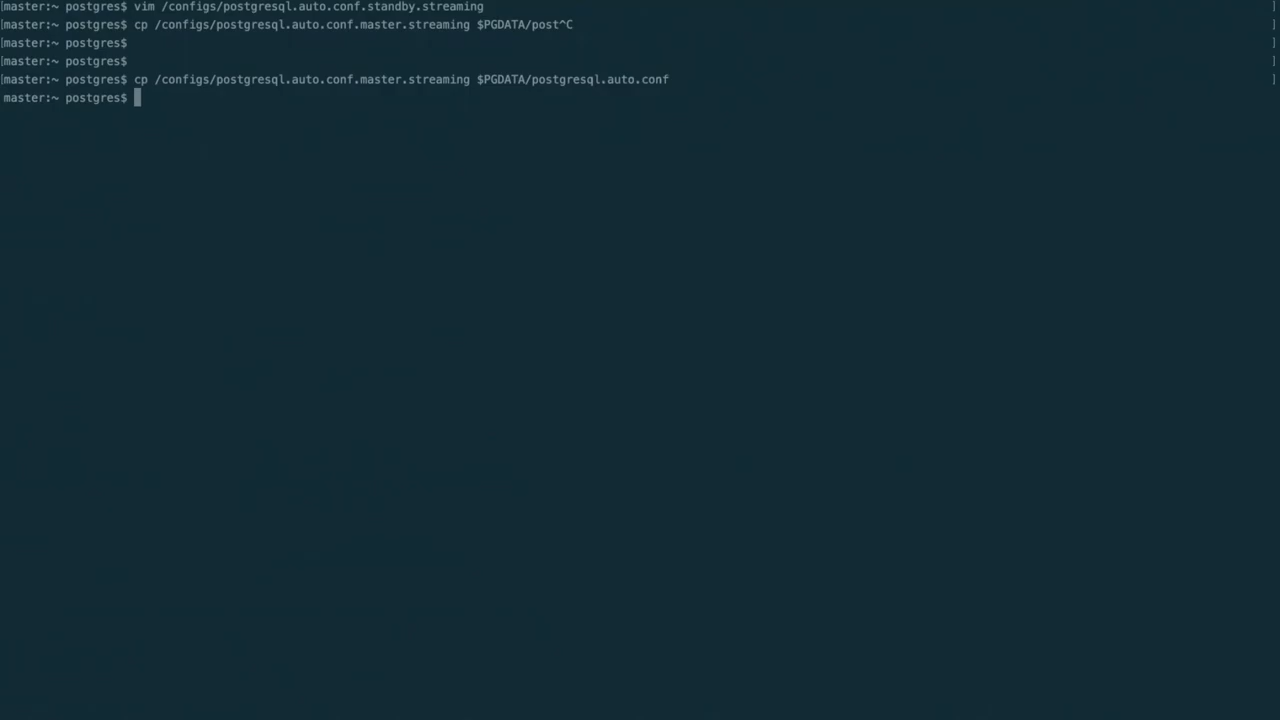 [master:~ postgres$ vim /configs/postgresql.auto.conf.standby.streaming ]
[master:~ postgres$ cp /configs/postgresql.auto.conf.master.streaming $PGDATA/post^C ]
[master:~ postgres$ ]
[master:~ postgres$ ]
[master:~ postgres$ cp /configs/postgresql.auto.conf.master.streaming $PGDATA/postgresql.auto.conf ]
master:~ postgres$